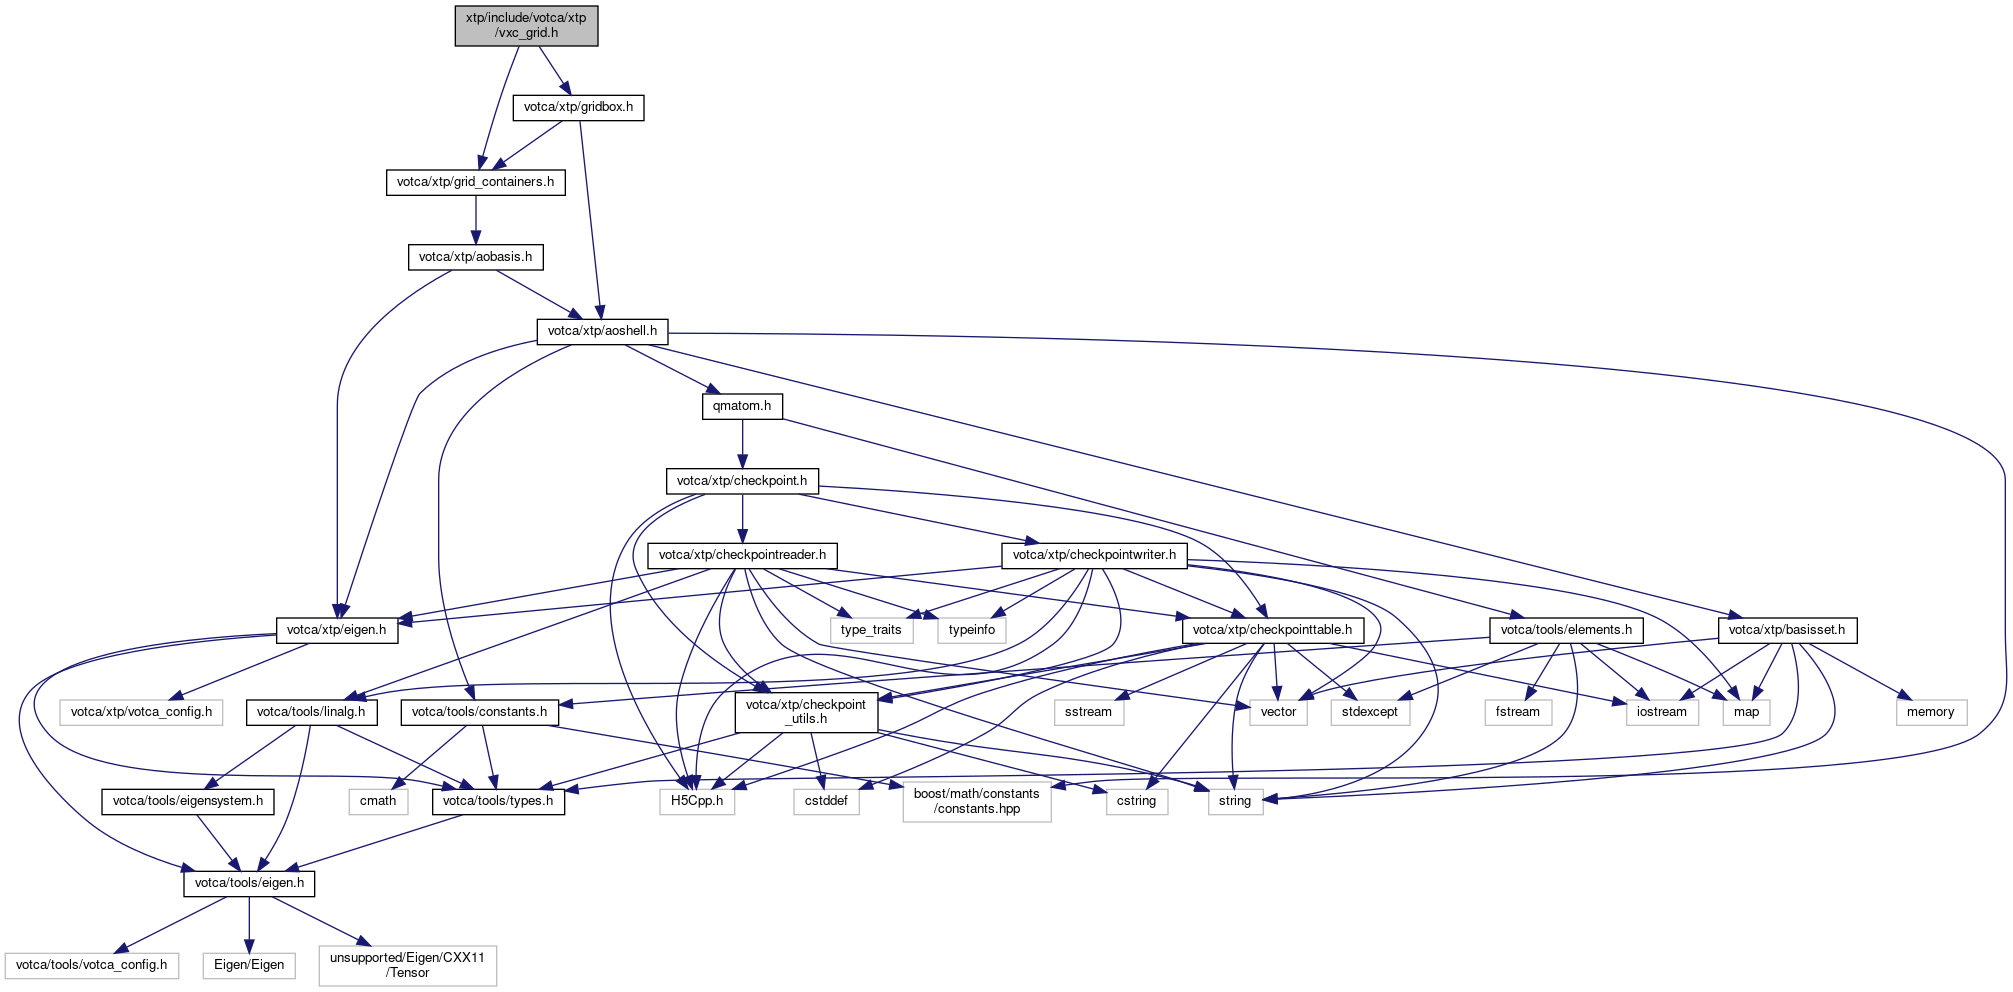 xtp/include/votca/xtp
/vxc_grid.h
votca/xtp/gridbox.h
votca/xtp/grid_containers.h
votca/xtp/aobasis.h
votca/xtp/aoshell.h
qmatom.h
votca/xtp/checkpoint.h
votca/xtp/checkpointreader.h
votca/xtp/checkpointwriter.h
votca/xtp/eigen.h
type_traits
typeinfo
votca/xtp/checkpointtable.h
votca/tools/elements.h
votca/xtp/basisset.h
votca/xtp/votca_config.h
votca/tools/linalg.h
votca/tools/constants.h
votca/xtp/checkpoint
_utils.h
sstream
vector
stdexcept
fstream
iostream
map
memory
votca/tools/eigensystem.h
cmath
votca/tools/types.h
H5Cpp.h
cstddef
boost/math/constants
/constants.hpp
cstring
string
votca/tools/eigen.h
votca/tools/votca_config.h
Eigen/Eigen
unsupported/Eigen/CXX11
/Tensor